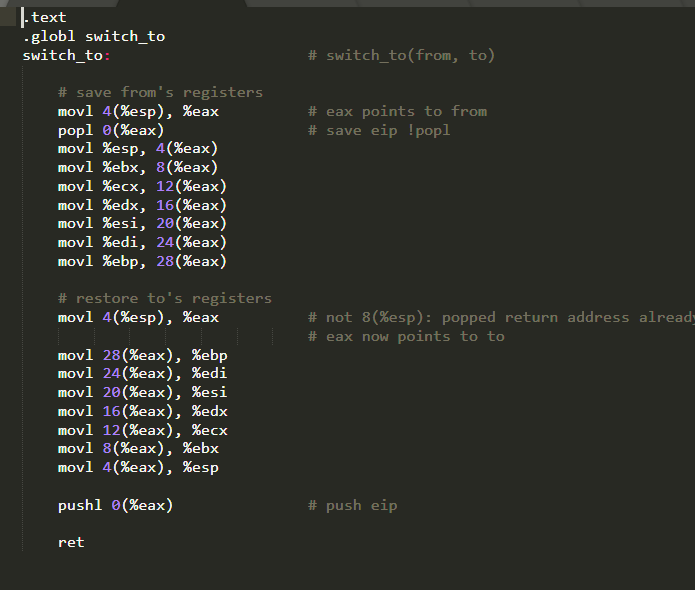 .text
.globl switch_to
switch_to: # switch_to(from, to)
# save from's registers
movl 4(%esp), %eax # eax points to from
popl 0(%eax) # save eip !popl
movl %esp, 4(%eax)
movl %ebx, 8(%eax)
movl %ecx, 12(%eax)
movl %edx, 16(%eax)
movl %esi, 20(%eax)
movl %edi, 24(%eax)
movl %ebp, 28(%eax)
# restore to's registers
movl 4(%esp), %eax # not 8(%esp): popped return address already
# eax now points to to
movl 28(%eax), %ebp
movl 24(%eax), %edi
movl 20(%eax), %esi
movl 16(%eax), %edx
movl 12(%eax), %ecx
movl 8(%eax), %ebx
movl 4(%eax), %esp
pushl 0(%eax) # push eip
ret